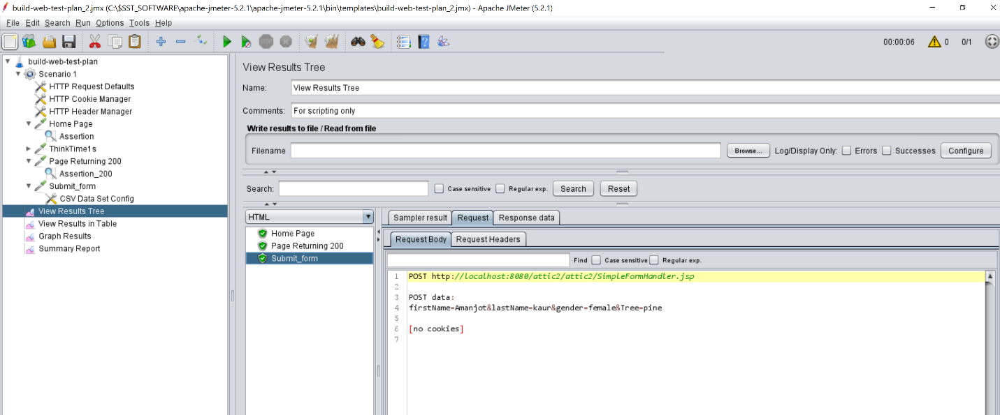 build-web-test-plan_2.jmx (C:\$SST_SOFTWARE\apache-jmeter-5.2.1\apache-jmeter-5.2.1\bin\templates\build-web-test-plan_2.jmx) - Apache JMeter (5.2.1)
File Edit Search Run Options Tools Help
00:00:06 0 0/1
build-web-test-plan
Scenario 1
HTTP Request Defaults
HTTP Cookie Manager
HTTP Header Manager
Home Page
Assertion
ThinkTime1s
Page Returning 200
Assertion_200
Submit_form
CSV Data Set Config
View Results Tree
View Results in Table
Graph Results
Summary Report
View Results Tree
Name: View Results Tree
Comments: For scripting only
Write results to file / Read from file
Filename Browse... Log/Display Only: Errors Successes Configure
Search: Case sensitive Regular exp. Search Reset
HTML
Home Page
Page Returning 200
Submit_form
Sampler result Request Response data
Request Body Request Headers
Find Case sensitive Regular exp.
1 POST http://localhost:8080/attic2/attic2/SimpleFormHandler.jsp
2
3 POST data:
4 firstName=Amanjot&lastName=kaur&gender=female&Tree=pine
5
6 [no cookies]
7